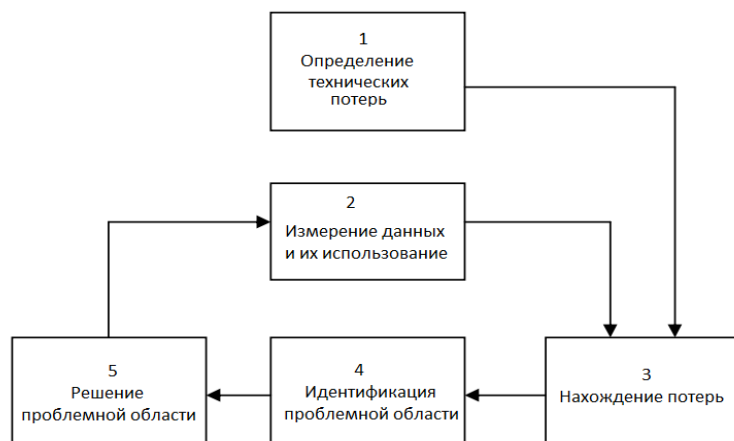 1
Определение
технических
потерь
2
Измерение данных
и их использование
5
Решение
проблемной области
4
Идентификация
проблемной области
3
Нахождение потерь